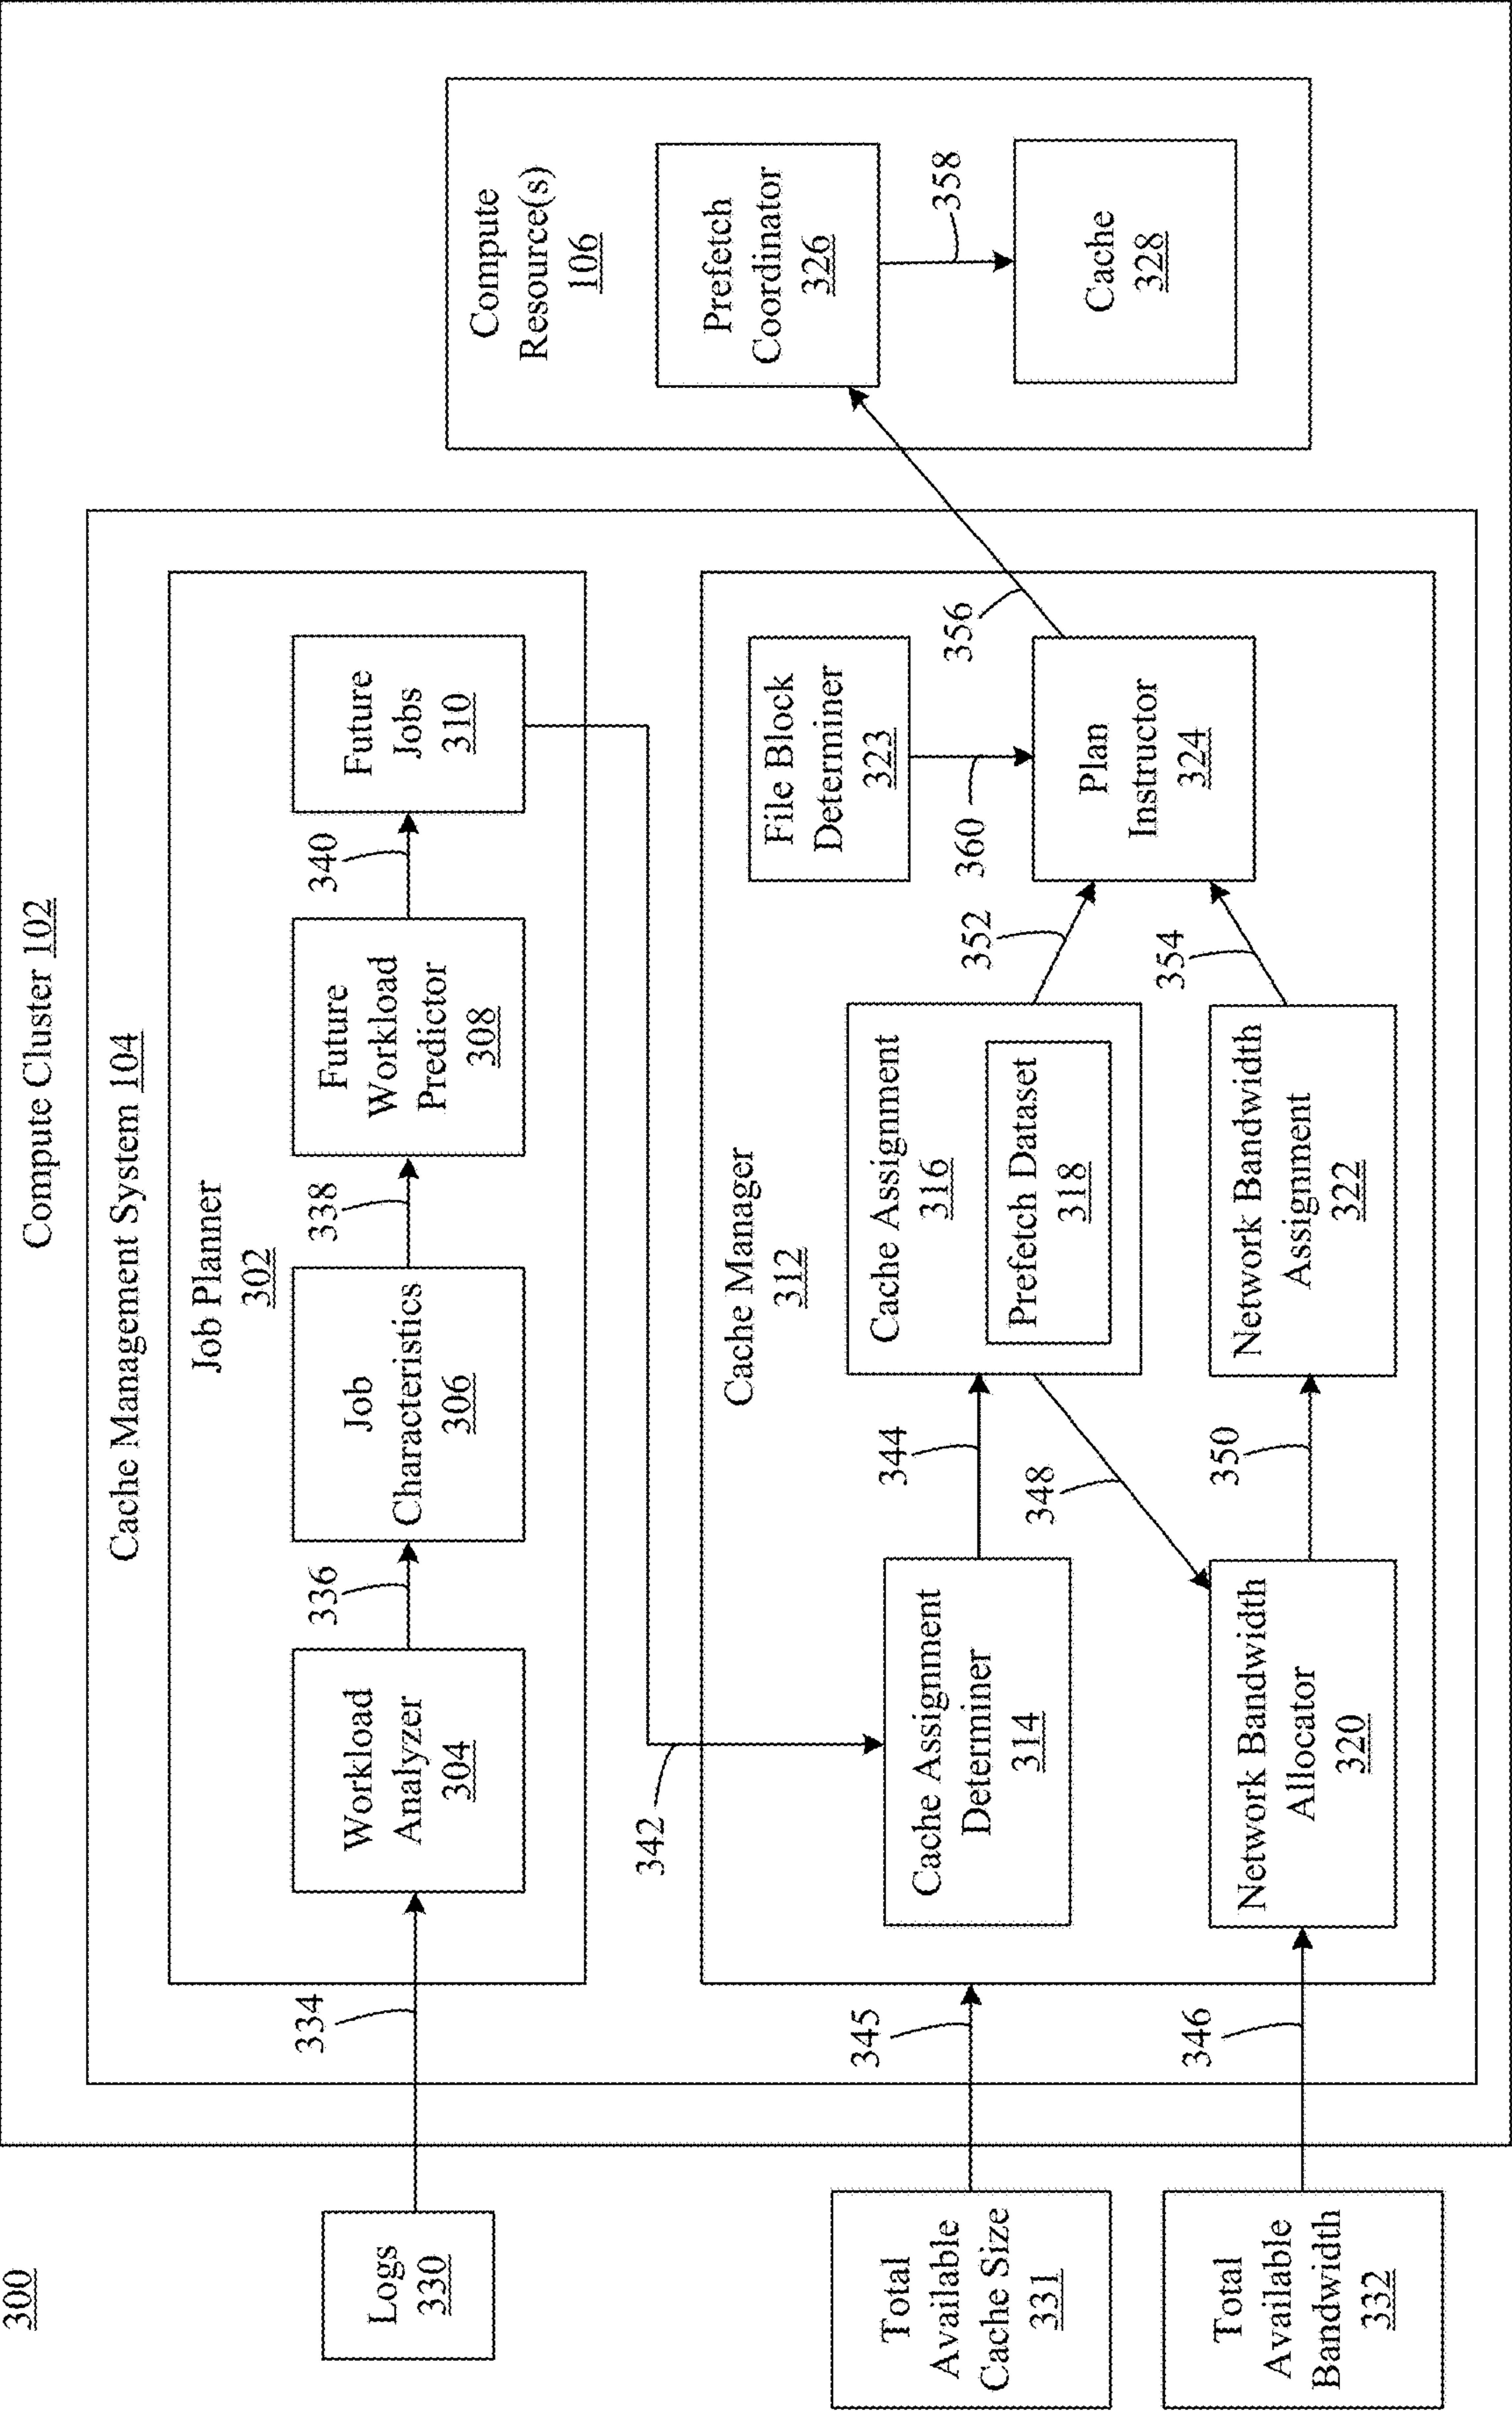 300
Compute Cluster 102
Cache Management System 104
Job Planner
302
Logs
330
334
Workload
Analyzer
304
336
Job
Characteristics
306
338
Future
Workload
Predictor
308
340
Future
Jobs
310
342
Cache Manager
312
Total
Available
Cache Size
331
345
Total
Available
Bandwidth
332
346
Cache Assignment
Determiner
314
344
Cache Assignment
316
Prefetch Dataset
318
348
Network Bandwidth
Allocator
320
350
Network Bandwidth
Assignment
322
352
354
File Block
Determiner
323
360
Plan
Instructor
324
356
Compute
Resource(s)
106
Prefetch
Coordinator
326
358
Cache
328